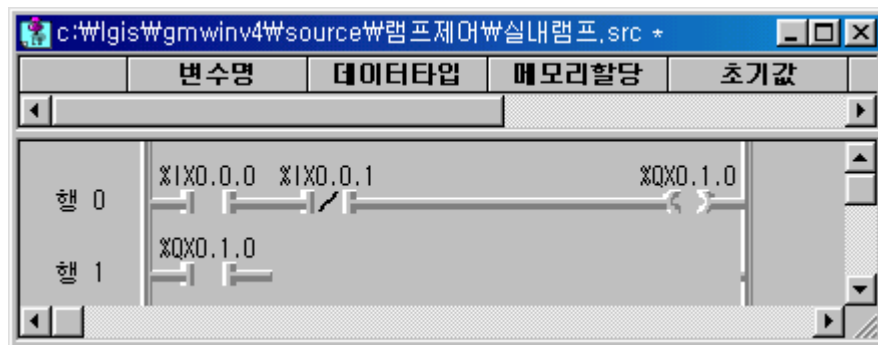 c:₩lgis₩gmwinv4₩source₩램프제어₩실내램프.src *
변수명 데이터타입 메모리할당 초기값
%IX0.0.0 %IX0.0.1 %QX0.1.0
행 0
%QX0.1.0
행 1